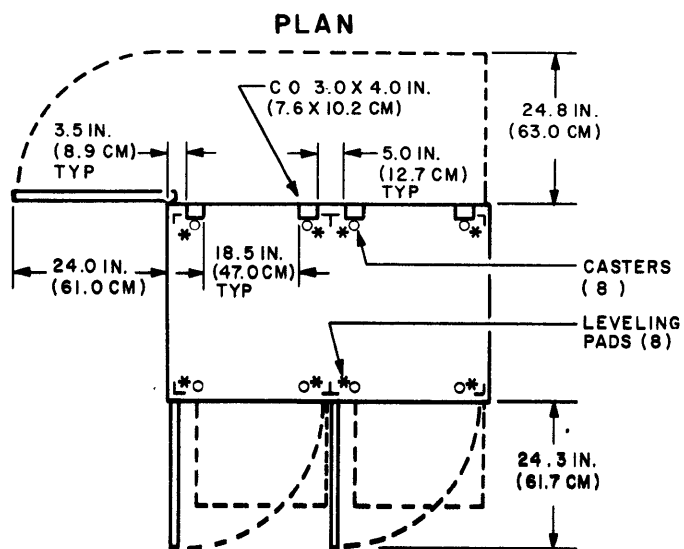 PLAN
C O 3.0 X 4.0 IN.
(7.6 X 10.2 CM)
24.8 IN.
(63.0 CM)
3.5 IN.
(8.9 CM)
TYP
5.0 IN.
(12.7 CM)
TYP
24.0 IN.
(61.0 CM)
18.5 IN.
(47.0 CM)
TYP
CASTERS
(8)
LEVELING
PADS (8)
24.3 IN.
(61.7 CM)